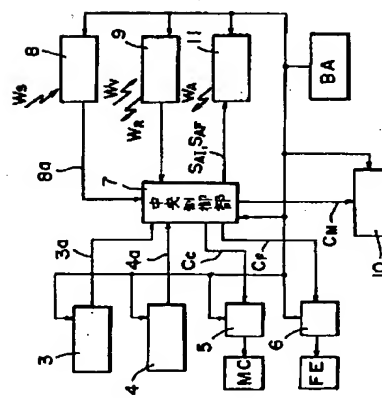 Ws
8
9
Wv
WR
11
WA
8a
SAI, SAF
BA
7
中央制御部
3a
4a
Cc
CF
CM
3
4
5
6
10
MC
FE